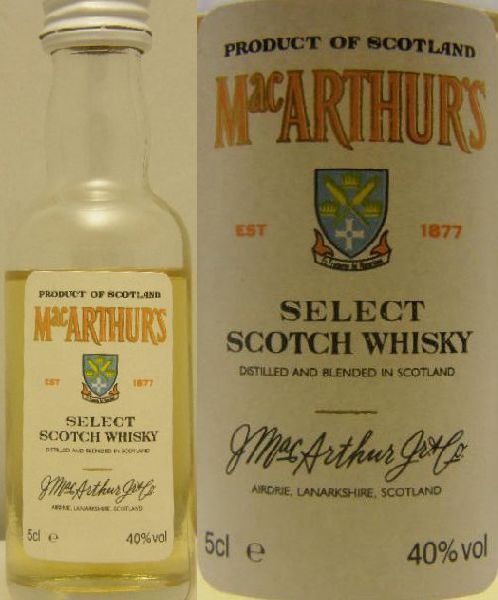 PRODUCT OF SCOTLAND
MacARTHUR'S
EST 1877
SELECT
SCOTCH WHISKY
DISTILLED AND BLENDED IN SCOTLAND
J MacArthur Jr & Co
AIRDRIE, LANARKSHIRE, SCOTLAND
5cl e 40%vol
PRODUCT OF SCOTLAND
MacARTHUR'S
EST 1877
SELECT
SCOTCH WHISKY
DISTILLED AND BLENDED IN SCOTLAND
J MacArthur Jr & Co
AIRDRIE, LANARKSHIRE, SCOTLAND
5cl e 40%vol